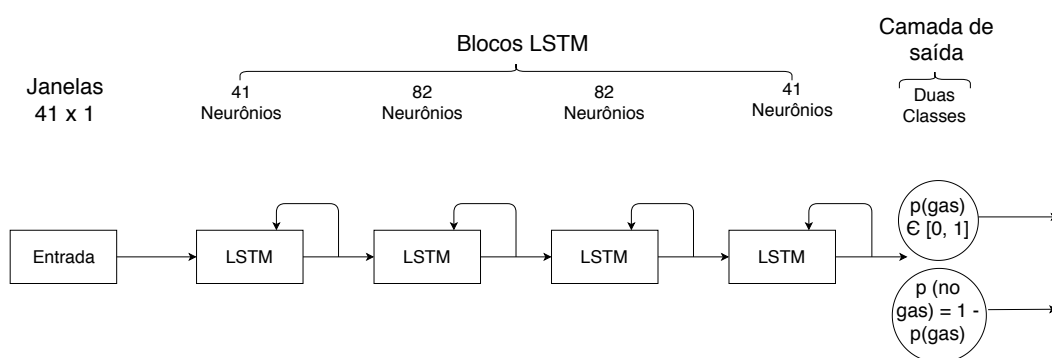 Camada de
saída
Blocos LSTM
Janelas
41 x 1
41
Neurônios
82
Neurônios
82
Neurônios
41
Neurônios
Duas
Classes
Entrada
LSTM
LSTM
LSTM
LSTM
p(gas)
Є [0, 1]
p (no
gas) = 1 -
p(gas)